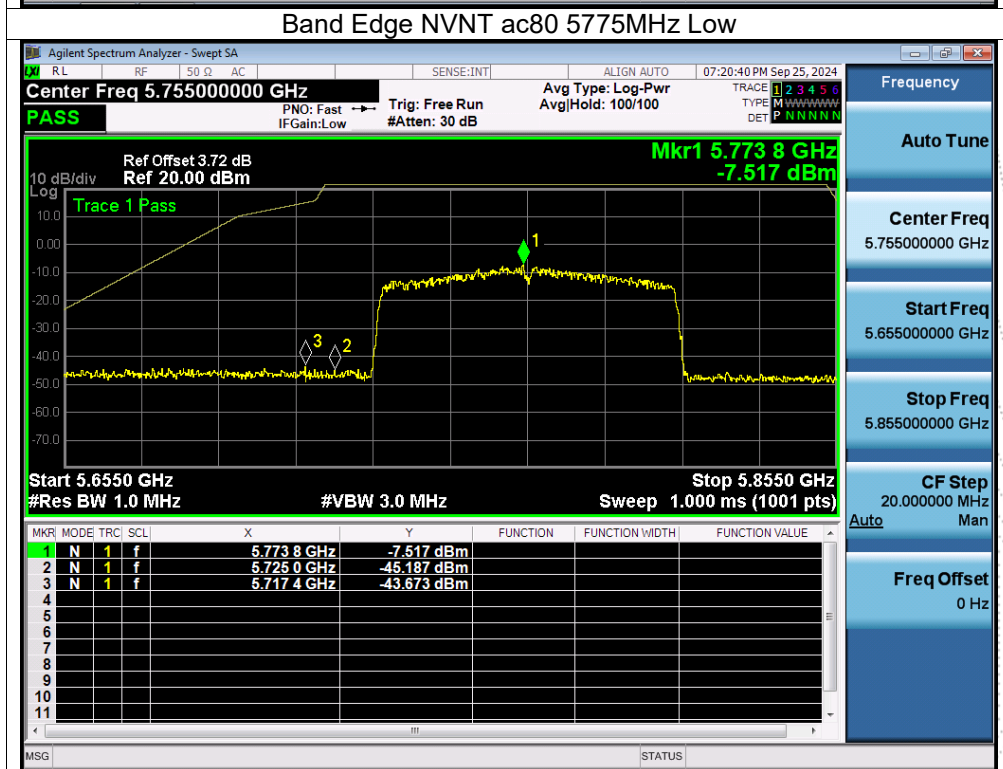 Band Edge NVNT ac80 5775MHz Low
Agilent Spectrum Analyzer - Swept SA
LXI RL RF 50 Ω AC SENSE:INT ALIGN AUTO 07:20:40 PM Sep 25, 2024
Center Freq 5.755000000 GHz
PASS
PNO: Fast
IFGain:Low
Trig: Free Run
#Atten: 30 dB
Avg Type: Log-Pwr
Avg|Hold: 100/100
TRACE 1 2 3 4 5 6
TYPE M WWWWW
DET P N N N N N
Frequency
Auto Tune
Center Freq
5.755000000 GHz
Start Freq
5.655000000 GHz
Stop Freq
5.855000000 GHz
CF Step
20.000000 MHz
Auto Man
Freq Offset
0 Hz
Mkr1 5.773 8 GHz
-7.517 dBm
Ref Offset 3.72 dB
10 dB/div Ref 20.00 dBm
Log
Trace 1 Pass
10.0
0.00
-10.0
-20.0
-30.0
-40.0
-50.0
-60.0
-70.0
1
3
2
Start 5.6550 GHz Stop 5.8550 GHz
#Res BW 1.0 MHz #VBW 3.0 MHz Sweep 1.000 ms (1001 pts)
MKR MODE TRC SCL X Y FUNCTION FUNCTION WIDTH FUNCTION VALUE
1 N 1 f 5.773 8 GHz -7.517 dBm
2 N 1 f 5.725 0 GHz -45.187 dBm
3 N 1 f 5.717 4 GHz -43.673 dBm
4
5
6
7
8
9
10
11
MSG STATUS